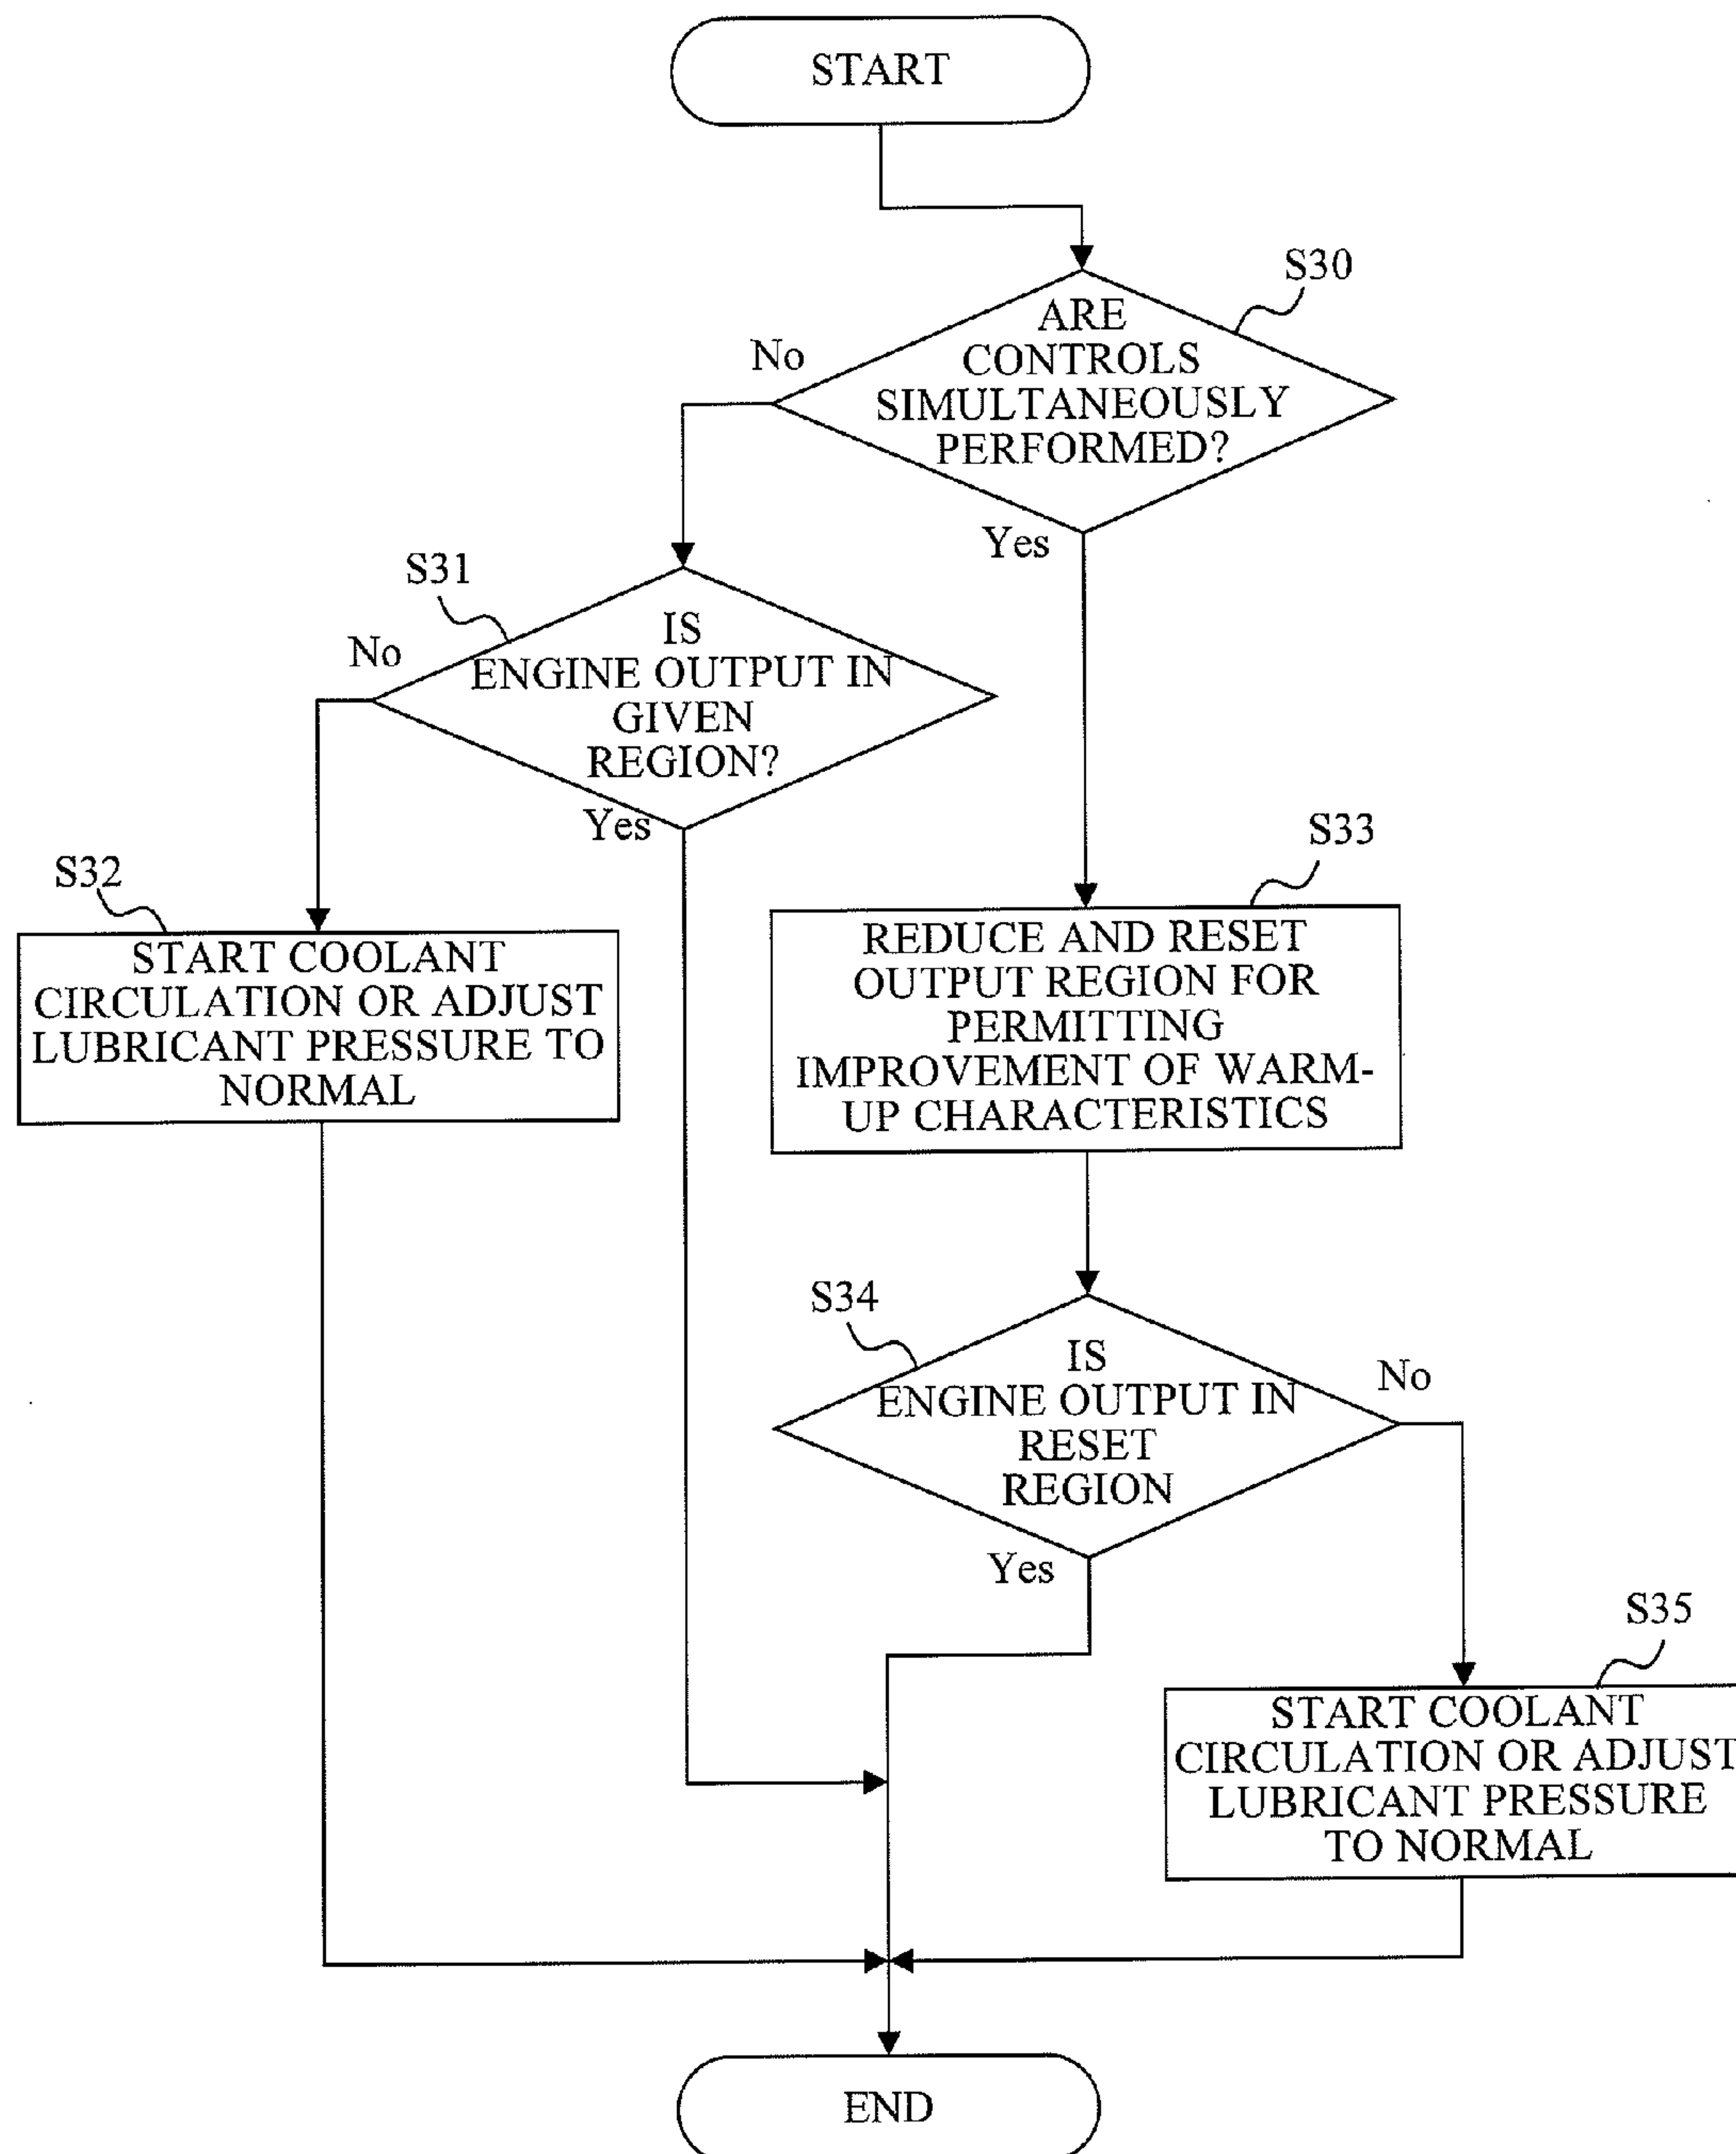 START
S30
ARE
CONTROLS
SIMULTANEOUSLY
PERFORMED?
No
Yes
S31
IS
ENGINE OUTPUT IN
GIVEN
REGION?
No
Yes
S32
START COOLANT
CIRCULATION OR ADJUST
LUBRICANT PRESSURE TO
NORMAL
S33
REDUCE AND RESET
OUTPUT REGION FOR
PERMITTING
IMPROVEMENT OF WARM-
UP CHARACTERISTICS
S34
IS
ENGINE OUTPUT IN
RESET
REGION
No
Yes
S35
START COOLANT
CIRCULATION OR ADJUST
LUBRICANT PRESSURE
TO NORMAL
END